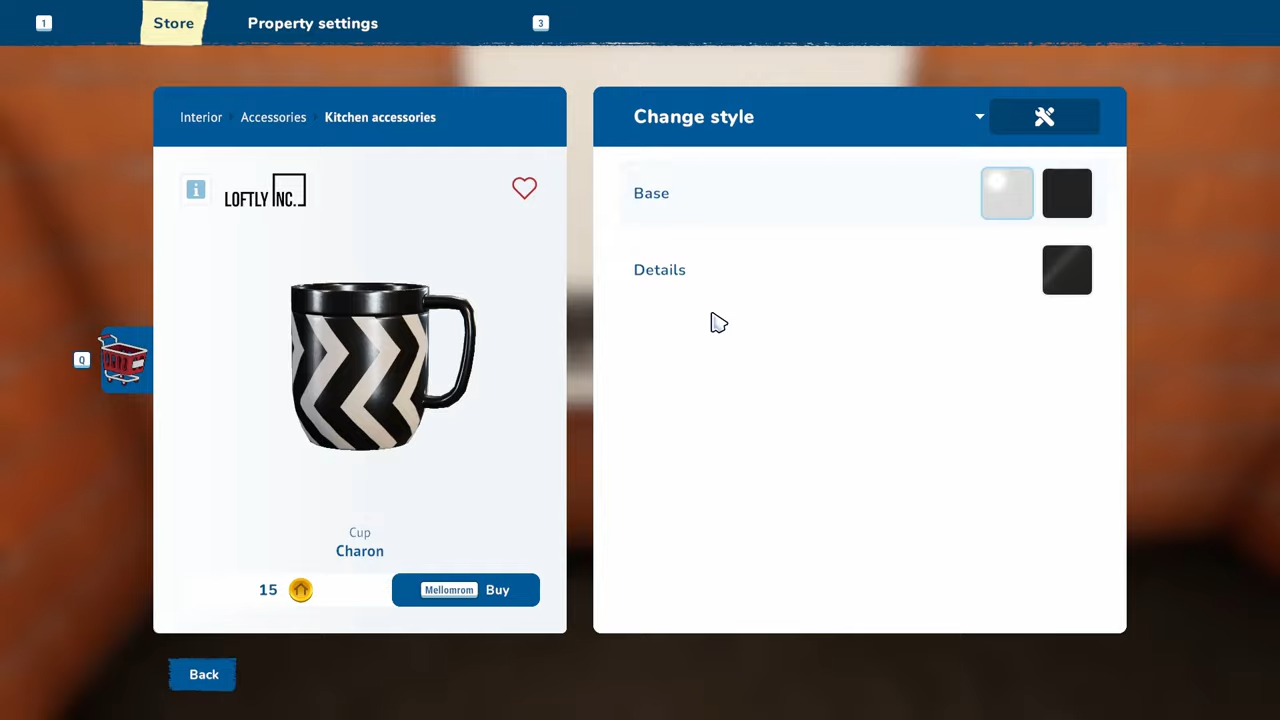 1
Store
Property settings
3
Interior
Accessories
Kitchen accessories
i
LOFTLY INC.
Cup
Charon
15
Mellomrom
Buy
Q
Change style
Base
Details
Back